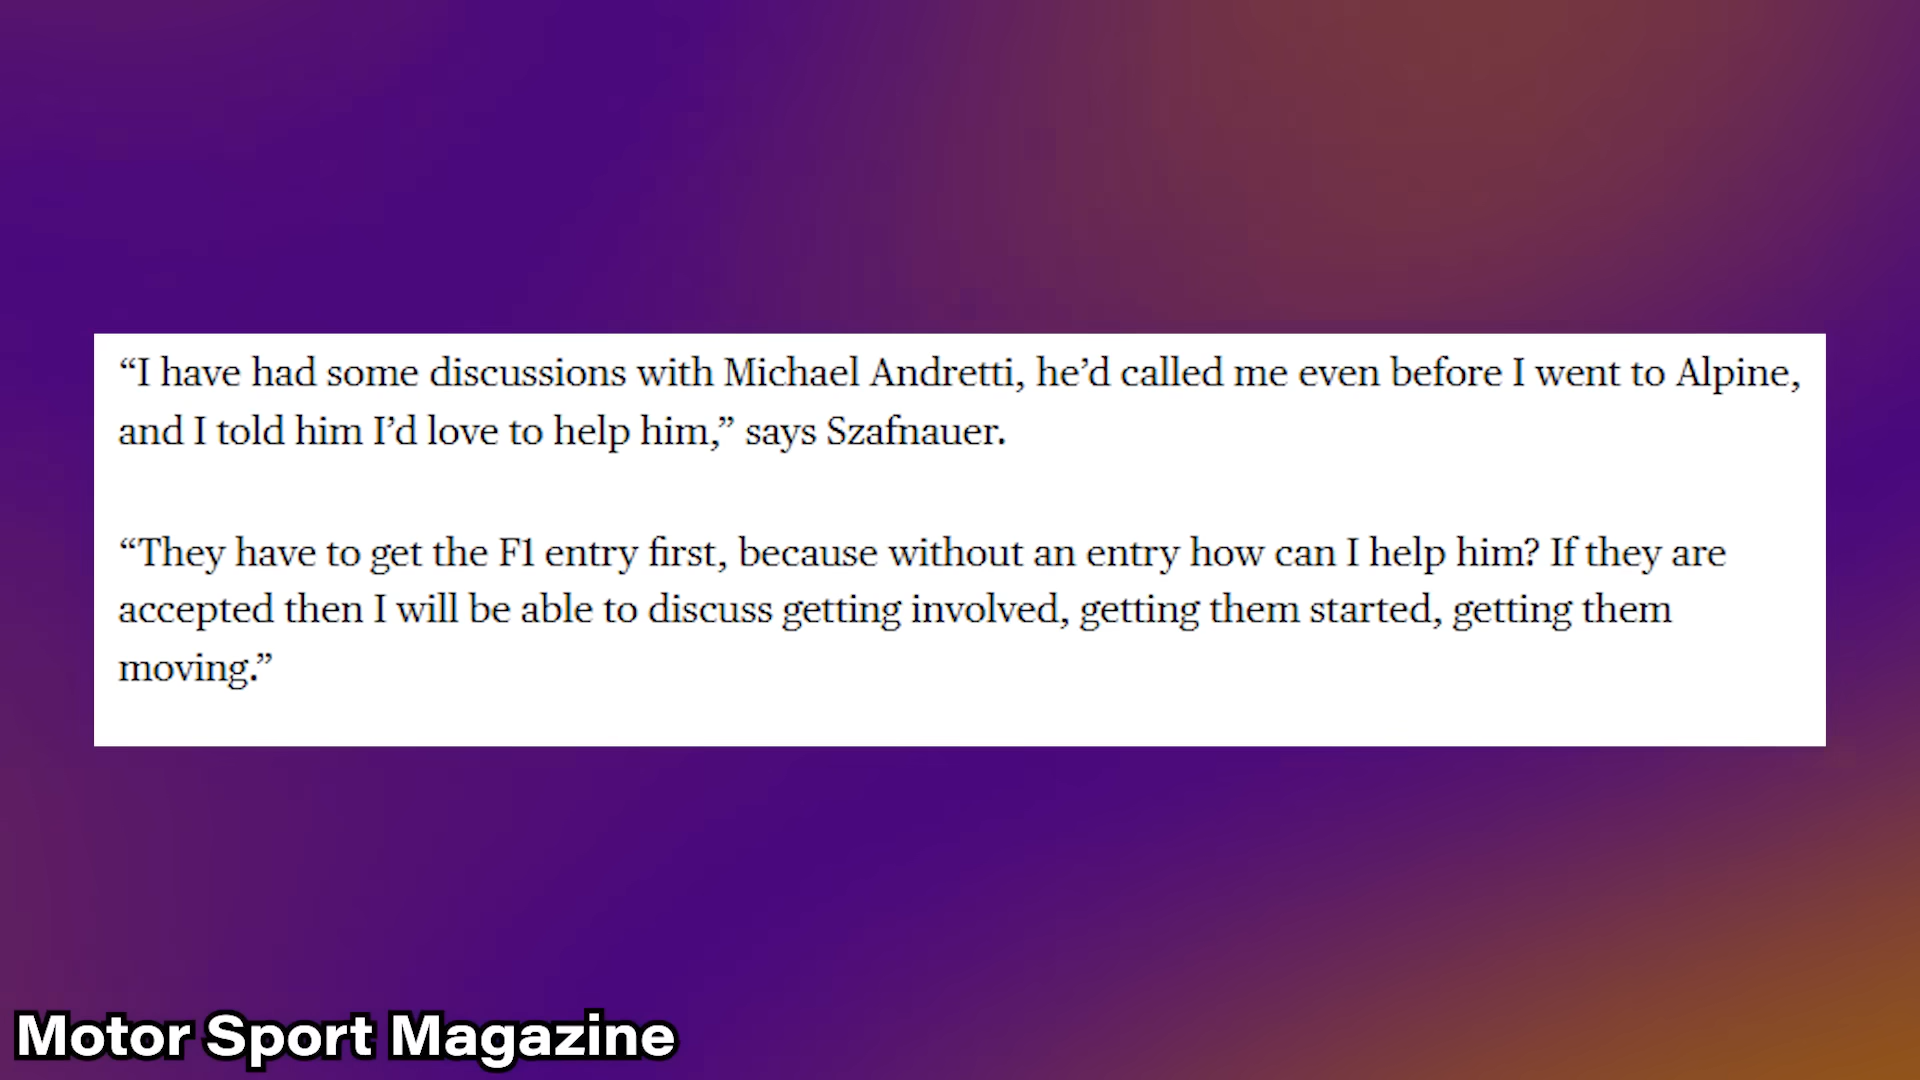 “I have had some discussions with Michael Andretti, he’d called me even before I went to Alpine,
and I told him I’d love to help him,” says Szafnauer.
“They have to get the F1 entry first, because without an entry how can I help him? If they are
accepted then I will be able to discuss getting involved, getting them started, getting them
moving.”
Motor Sport Magazine